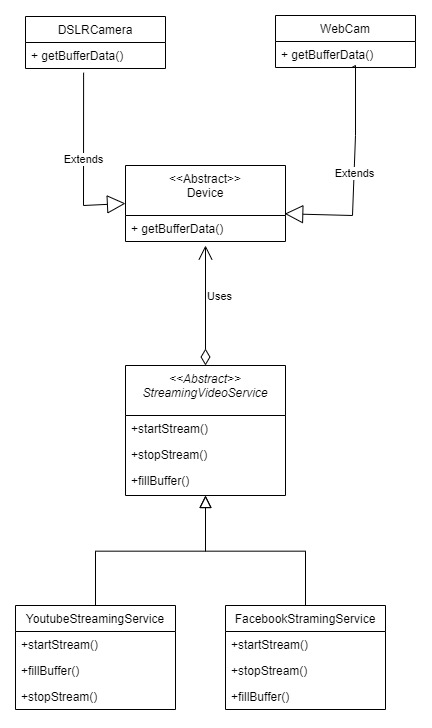 DSLRCamera
+ getBufferData()
WebCam
+ getBufferData()
Extends
Extends
<<Abstract>>
Device
+ getBufferData()
Uses
<<Abstract>>
StreamingVideoService
+startStream()
+stopStream()
+fillBuffer()
YoutubeStreamingService
+startStream()
+fillBuffer()
+stopStream()
FacebookStramingService
+startStream()
+stopStream()
+fillBuffer()